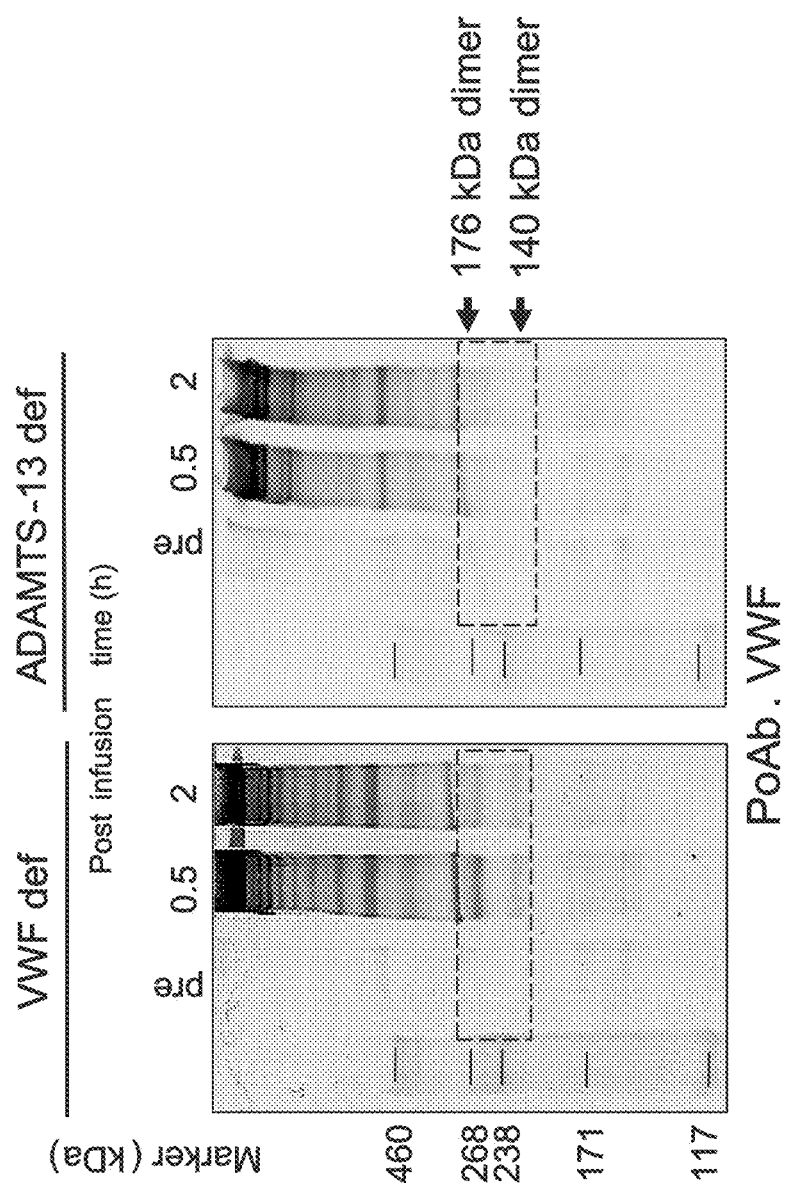 VWF def
ADAMTS-13 def
Post infusion time (h)
Marker (kDa)
pre
0.5
2
pre
0.5
2
460
268
238
171
117
176 kDa dimer
140 kDa dimer
PoAb . VWF